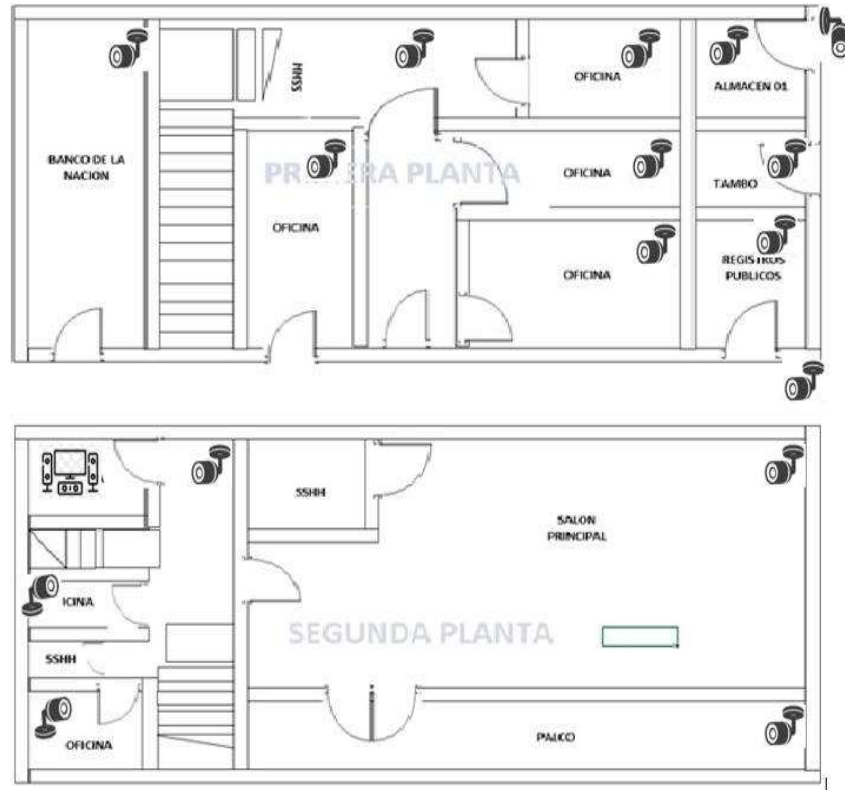 OFICINA
ALMACEN 01
HHSS
BANCO DE LA
NACION
PRIMERA PLANTA
OFICINA
TAMBO
OFICINA
OFICINA
REGISTROS
PUBLICOS
SSHH
SALON
PRINCIPAL
ICINA
SEGUNDA PLANTA
SSHH
OFICINA
PALCO